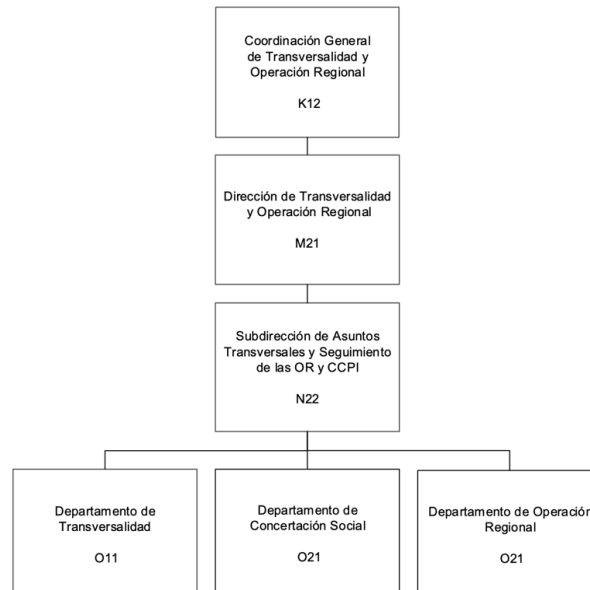 Coordinación General
de Transversalidad y
Operación Regional
K12
Dirección de Transversalidad
y Operación Regional
M21
Subdirección de Asuntos
Transversales y Seguimiento
de las OR y CCPI
N22
Departamento de
Transversalidad
O11
Departamento de
Concertación Social
O21
Departamento de Operación
Regional
O21